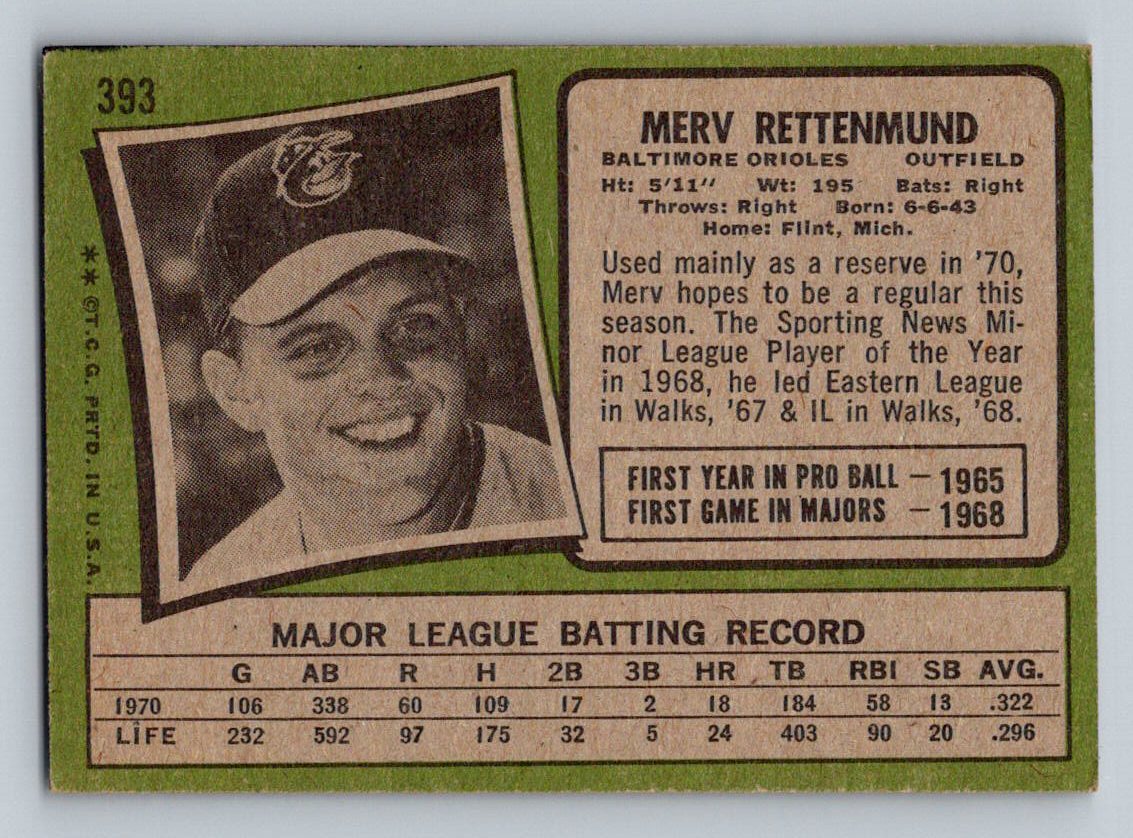 393
** ©T.C.G. PRTD. IN U.S.A.
MERV RETTENMUND
BALTIMORE ORIOLES OUTFIELD
Ht: 5'11" Wt: 195 Bats: Right
Throws: Right Born: 6-6-43
Home: Flint, Mich.
Used mainly as a reserve in '70,
Merv hopes to be a regular this
season. The Sporting News Mi-
nor League Player of the Year
in 1968, he led Eastern League
in Walks, '67 & IL in Walks, '68.
FIRST YEAR IN PRO BALL — 1965
FIRST GAME IN MAJORS — 1968
MAJOR LEAGUE BATTING RECORD
G AB R H 2B 3B HR TB RBI SB AVG.
1970 106 338 60 109 17 2 18 184 58 13 .322
LIFE 232 592 97 175 32 5 24 403 90 20 .296